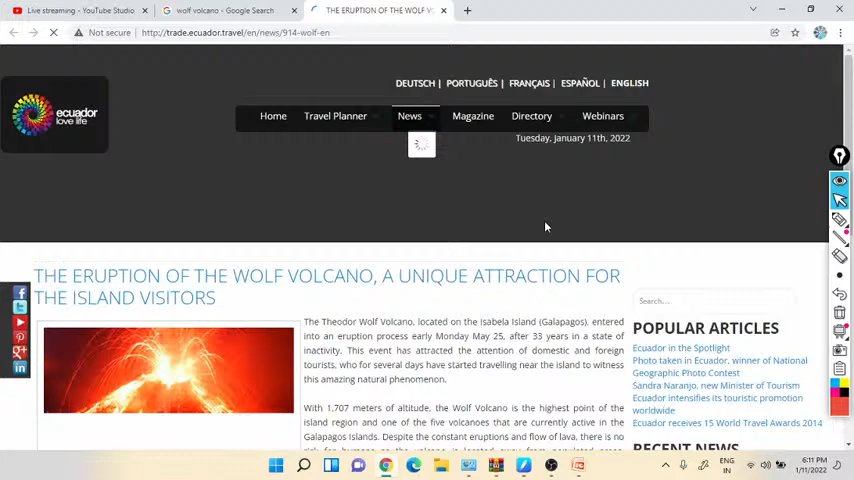 Live streaming - YouTube Studio
wolf volcano - Google Search
THE ERUPTION OF THE WOLF VO
Not secure
http://trade.ecuador.travel/en/news/914-wolf-en
ecuador
love life
DEUTSCH | PORTUGUÊS | FRANÇAIS | ESPAÑOL | ENGLISH
Home Travel Planner News Magazine Directory Webinars
Tuesday, January 11th, 2022
THE ERUPTION OF THE WOLF VOLCANO, A UNIQUE ATTRACTION FOR
THE ISLAND VISITORS
The Theodor Wolf Volcano, located on the Isabela Island (Galapagos), entered
into an eruption process early Monday May 25, after 33 years in a state of
inactivity. This event has attracted the attention of domestic and foreign
tourists, who for several days have started travelling near the island to witness
this amazing natural phenomenon.
With 1,707 meters of altitude, the Wolf Volcano is the highest point of the
island region and one of the five volcanoes that are currently active in the
Galapagos Islands. Despite the constant eruptions and flow of lava, there is no
Search...
POPULAR ARTICLES
Ecuador in the Spotlight
Photo taken in Ecuador, winner of National
Geographic Photo Contest
Sandra Naranjo, new Minister of Tourism
Ecuador intensifies its touristic promotion
worldwide
Ecuador receives 15 World Travel Awards 2014
RECENT NEWS
ENG
IN
6:11 PM
1/11/2022